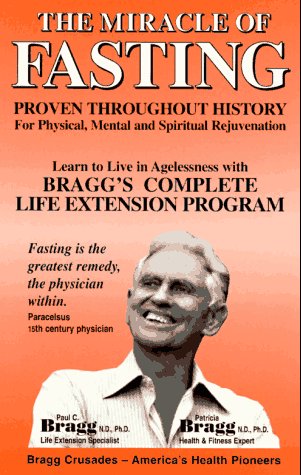 THE MIRACLE OF
FASTING
PROVEN THROUGHOUT HISTORY
For Physical, Mental and Spiritual Rejuvenation
Learn to Live in Agelessness with
BRAGG'S COMPLETE
LIFE EXTENSION PROGRAM
Fasting is the
greatest remedy,
the physician
within.
Paracelsus
15th century physician
Paul C.
Bragg N.D., Ph.D.
Life Extension Specialist
Patricia
Bragg N.D., Ph.D.
Health & Fitness Expert
Bragg Crusades – America's Health Pioneers